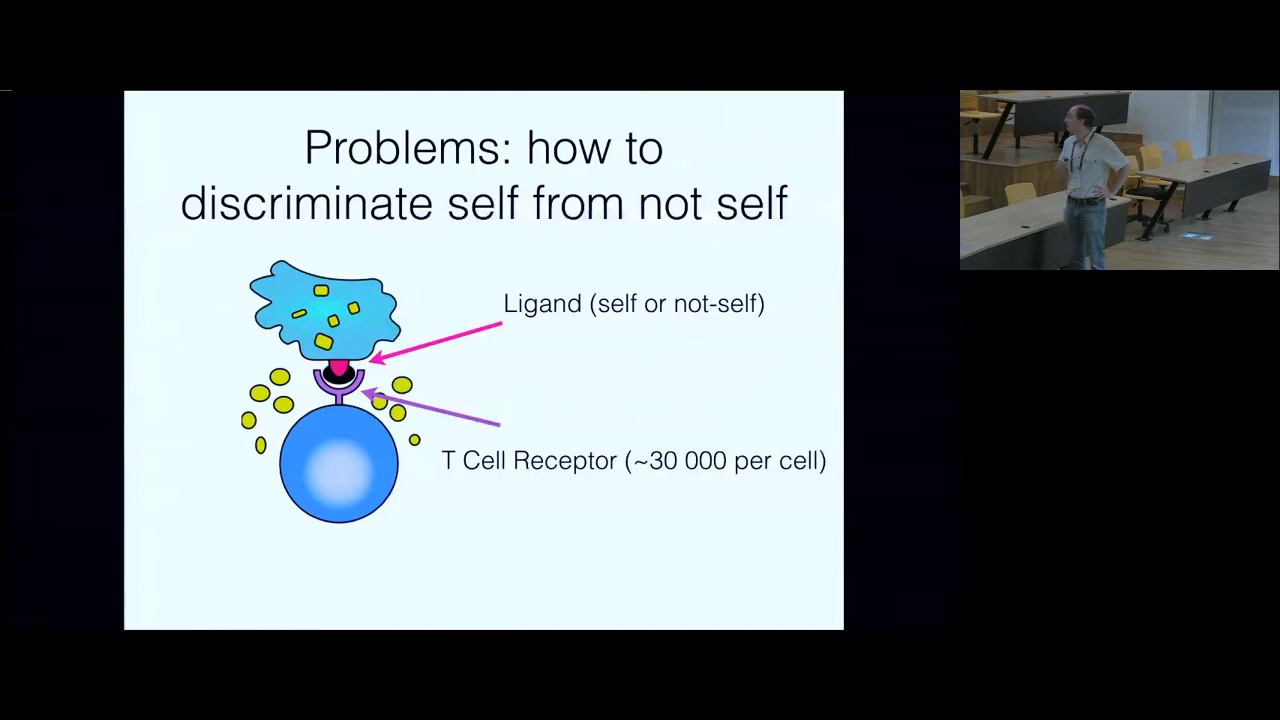 Problems: how to
discriminate self from not self
Ligand (self or not-self)
T Cell Receptor (~30 000 per cell)